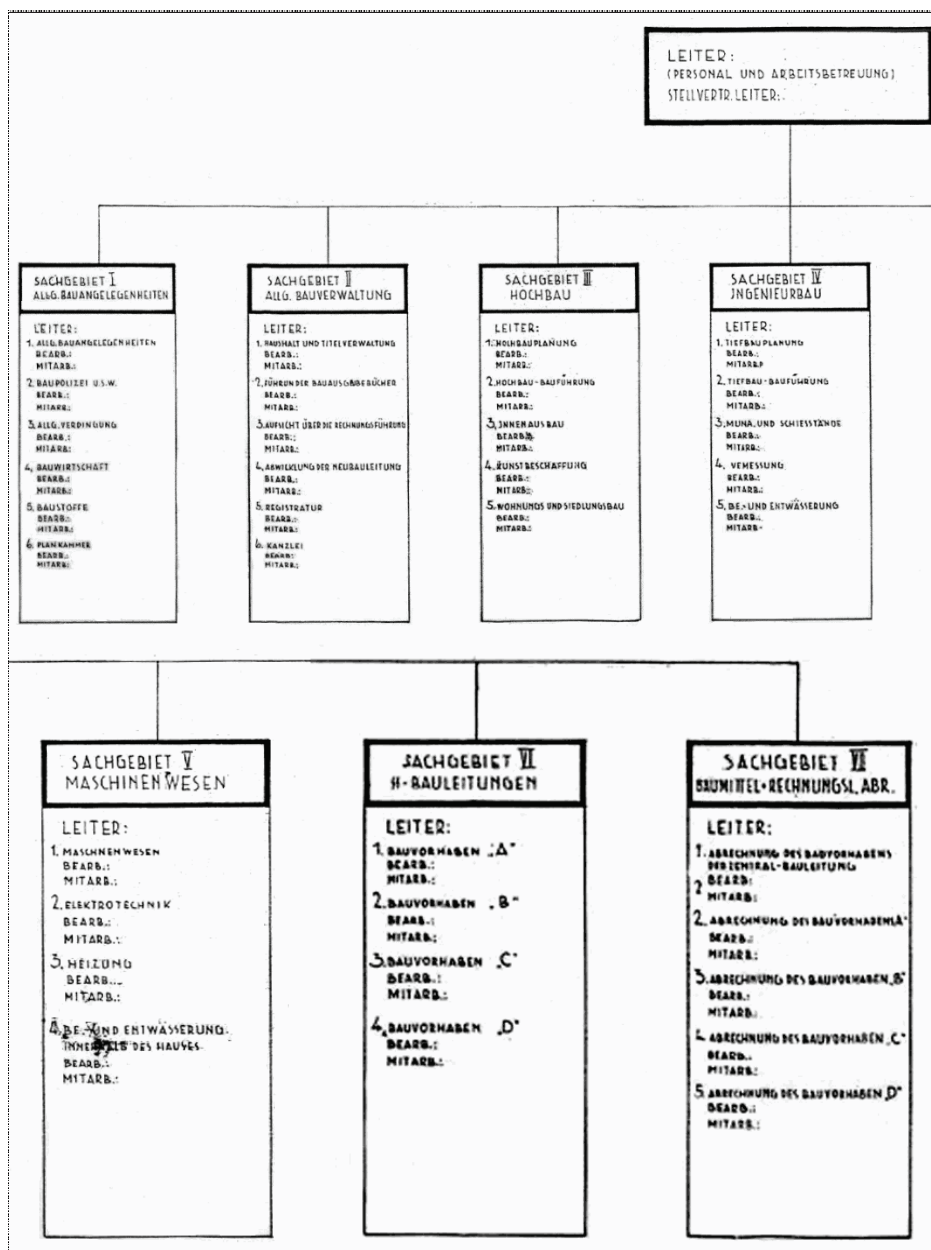 LEITER:
(PERSONAL UND ARBEITSBETREUUNG)
STELLVERTR. LEITER:
SACHGEBIET I
ALLG. BAUANGELEGENHEITEN
LEITER:
1. ALLG. BAUANGELEGENHEITEN
BEARB.:
MITARB.:
2. BAUPOLIZEI U.S.W.
BEARB.:
MITARB.:
3. ALLG. VERDINGUNG
BEARB.:
MITARB.:
4. BAUWIRTSCHAFT
BEARB.:
MITARB.:
5. BAUSTOFFE
BEARB.:
MITARB.:
6. PLANKAMMER
BEARB.:
MITARB.:
SACHGEBIET II
ALLG. BAUVERWALTUNG
LEITER:
1. HAUSHALT UND TITELVERWALTUNG
BEARB.:
MITARB.:
2. FÜHRUN DER BAUAUSGABEBÜCHER
BEARB.:
MITARB.:
3. AUFSICHT ÜBER DIE RECHNUNGSFÜHRUNG
BEARB.:
MITARB.:
4. ABWICKLUNG DER NEUBAULEITUNG
BEARB.:
MITARB.:
5. REGISTRATUR
BEARB.:
MITARB.:
6. KANZLEI
BEARB.:
MITARB.:
SACHGEBIET III
HOCHBAU
LEITER:
1. HOCHBAUPLANUNG
BEARB.:
MITARB.:
2. HOCHBAU-BAUFÜHRUNG
BEARB.:
MITARB.:
3. INNENAUSBAU
BEARB.:
MITARB.:
4. KUNSTBESCHAFFUNG
BEARB.:
MITARB.:
5. WOHNUNGS UND SIEDLUNGSBAU
BEARB.:
MITARB.:
SACHGEBIET IV
JNGENIEURBAU
LEITER:
1. TIEFBAUPLANUNG
BEARB.:
MITARB.
2. TIEFBAU-BAUFÜHRUNG
BEARB.:
MITARB.:
3. MUNA. UND SCHIESSTÄNDE
BEARB.:
MITARB.:
4. VEMESSUNG
BEARB.:
MITARB.:
5. BE.- UND ENTWÄSSERUNG
BEARB.:
MITARB.
SACHGEBIET V
MASCHINENWESEN
LEITER:
1. MASCHNENWESEN
BEARB.:
MITARB.:
2. ELEKTROTECHNIK
BEARB.:
MITARB.:
3. HEIZUNG
BEARB.:
MITARB.:
4. BE.- UND ENTWÄSSERUNG
INNERHALB DES HAUSES
BEARB.:
MITARB.:
SACHGEBIET VI
SS-BAULEITUNGEN
LEITER:
1. BAUVORHABEN „A“
BEARB.:
MITARB.:
2. BAUVORHABEN „B“
BEARB.:
MITARB.:
3. BAUVORHABEN „C“
BEARB.:
MITARB.:
4. BAUVORHABEN „D“
BEARB.:
MITARB.:
SACHGEBIET VII
BAUMITTEL+RECHNUNGSL. ABR.
LEITER:
1. ABRECHNUNG DES BAUVORHABENS
DER ZENTRAL-BAULEITUNG
BEARB:
2 MITARB.:
2. ABRECHNUNG DES BAUVORHABEN „A“
BEARB.:
MITARB.:
3. ABRECHNUNG DES BAUVORHABEN „B“
BEARB.:
MITARB.:
4. ABRECHNUNG DES BAUVORHABEN „C“
BEARB.:
MITARB.:
5. ABRECHNUNG DES BAUVORHABEN „D“
BEARB.:
MITARB.: